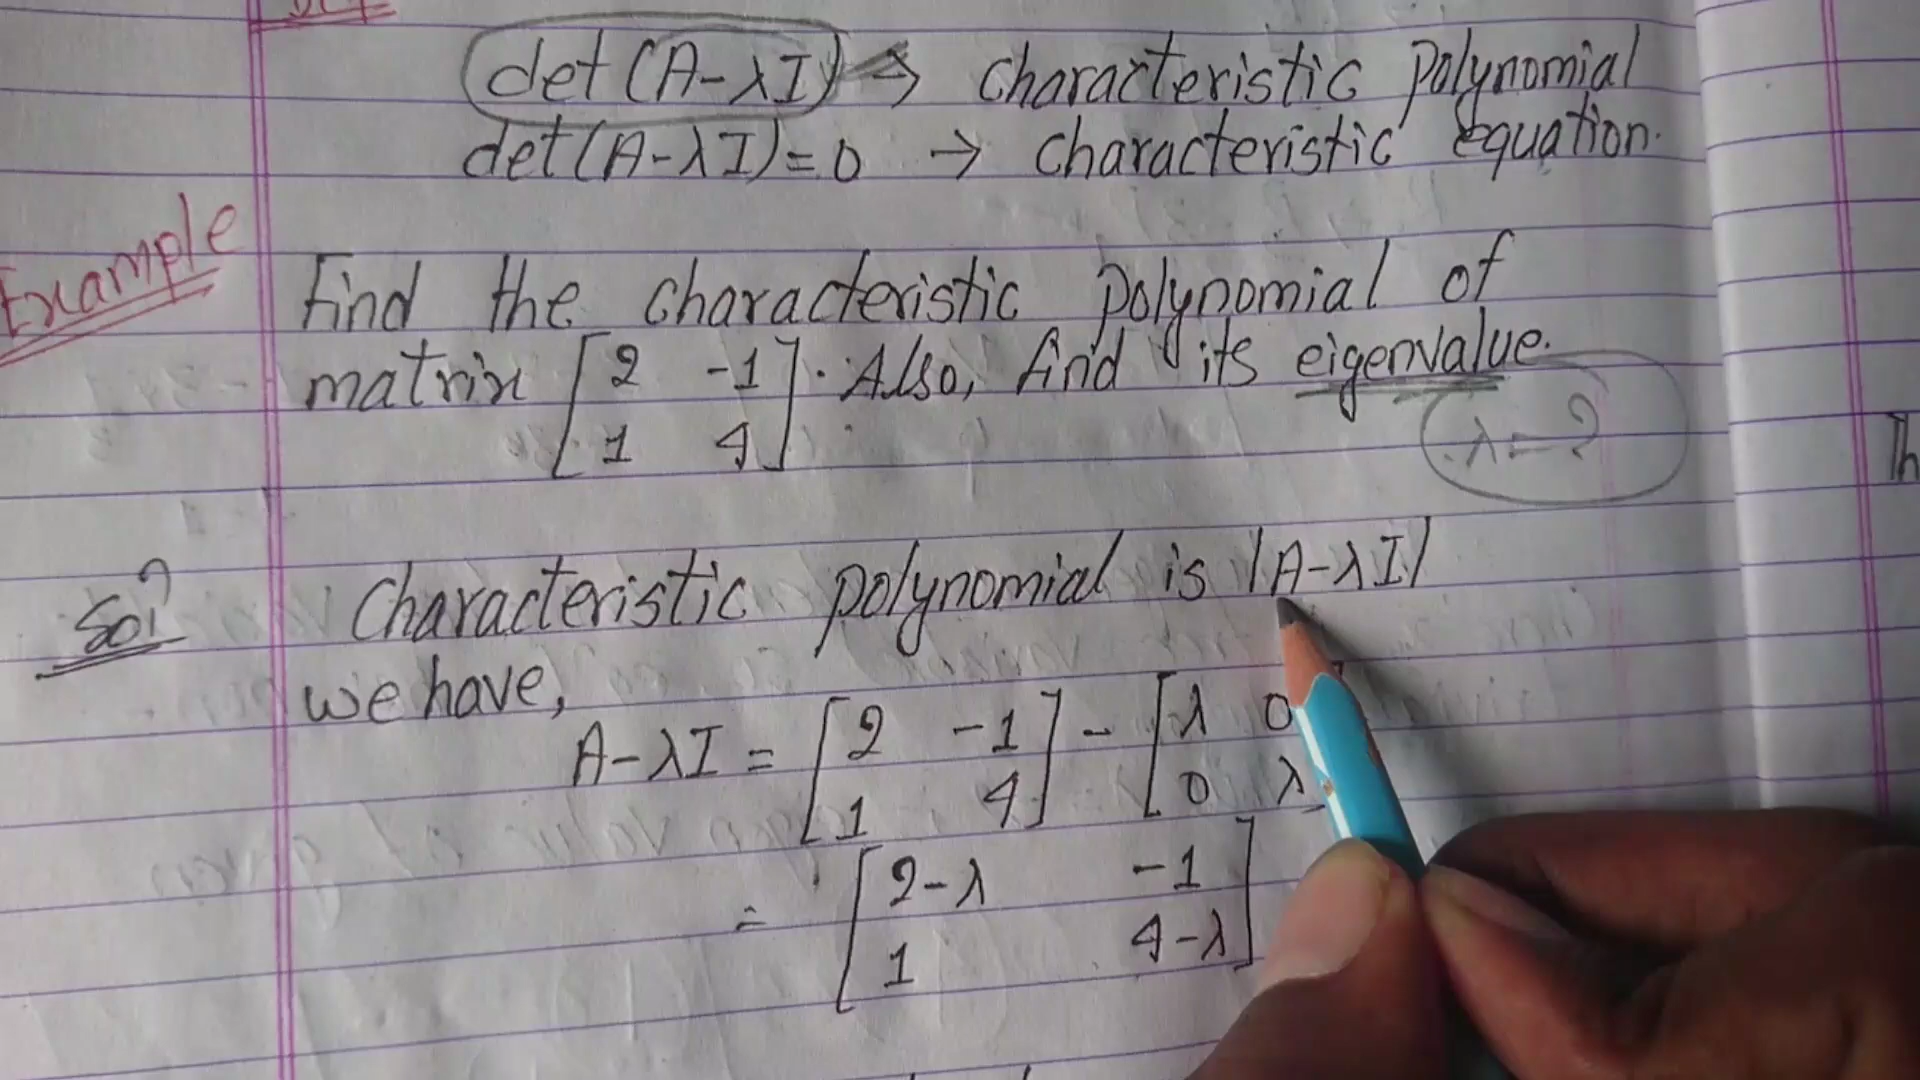 det(A-λI) → characteristic polynomial
det(A-λI)=0 → characteristic equation.
Example
Find the characteristic polynomial of
matrix [2 -1
1 4]. Also, find its eigenvalue.
λ=?
Sol?
Characteristic polynomial is |A-λI|
we have,
A-λI = [2 -1
1 4] - [λ 0
0 λ
= [2-λ -1
1 4-λ]
Th